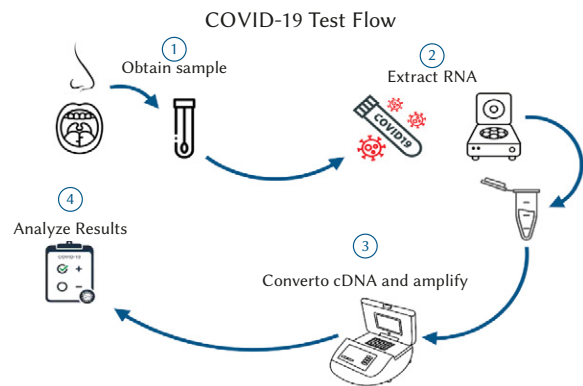 COVID-19 Test Flow
1
Obtain sample
2
Extract RNA
COVID19
3
Converto cDNA and amplify
4
Analyze Results
COVID-19
+
−